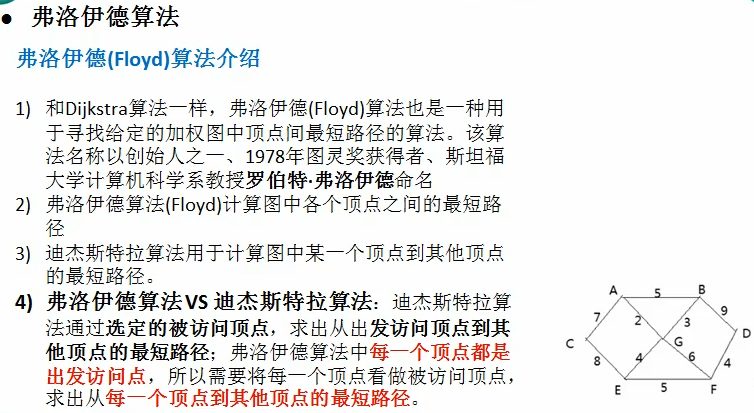 ● 弗洛伊德算法
弗洛伊德(Floyd)算法介绍
1) 和Dijkstra算法一样，弗洛伊德(Floyd)算法也是一种用
于寻找给定的加权图中顶点间最短路径的算法。该算
法名称以创始人之一、1978年图灵奖获得者、斯坦福
大学计算机科学系教授罗伯特·弗洛伊德命名
2) 弗洛伊德算法(Floyd)计算图中各个顶点之间的最短路
径
3) 迪杰斯特拉算法用于计算图中某一个顶点到其他顶点
的最短路径。
4) 弗洛伊德算法VS 迪杰斯特拉算法：迪杰斯特拉算
法通过选定的被访问顶点，求出从出发访问顶点到其
他顶点的最短路径；弗洛伊德算法中每一个顶点都是
出发访问点，所以需要将每一个顶点看做被访问顶点，
求出从每一个顶点到其他顶点的最短路径。
A 5 B
7 2 3 9
C G D
8 4 6 4
E 5 F